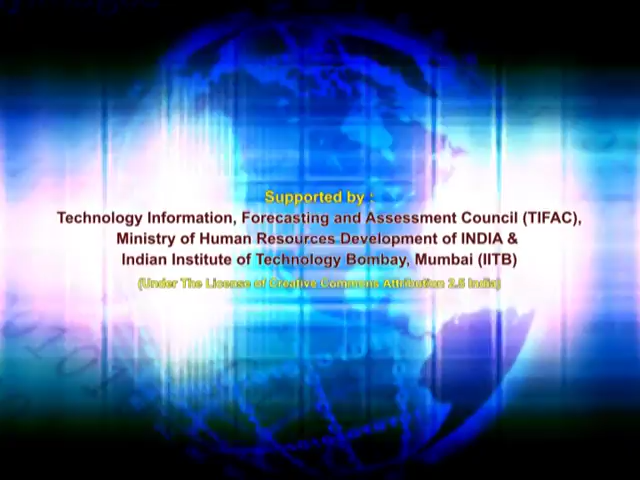 Supported by :
Technology Information, Forecasting and Assessment Council (TIFAC),
Ministry of Human Resources Development of INDIA &
Indian Institute of Technology Bombay, Mumbai (IITB)
(Under The License of Creative Commons Attribution 2.5 India)